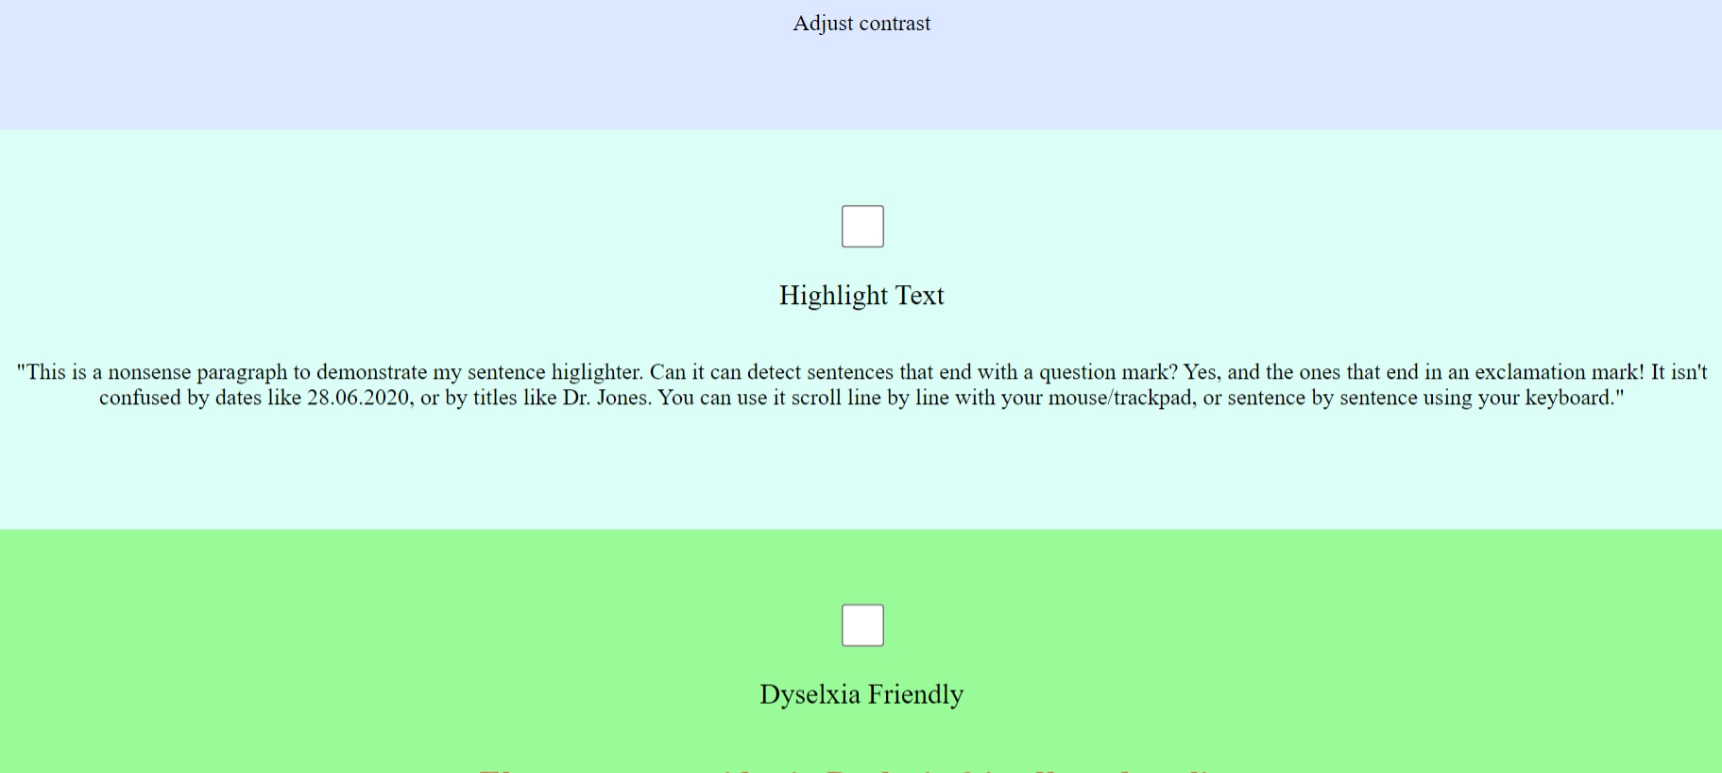 Adjust contrast
Highlight Text
"This is a nonsense paragraph to demonstrate my sentence higlighter. Can it can detect sentences that end with a question mark? Yes, and the ones that end in an exclamation mark! It isn't
confused by dates like 28.06.2020, or by titles like Dr. Jones. You can use it scroll line by line with your mouse/trackpad, or sentence by sentence using your keyboard."
Dyselxia Friendly